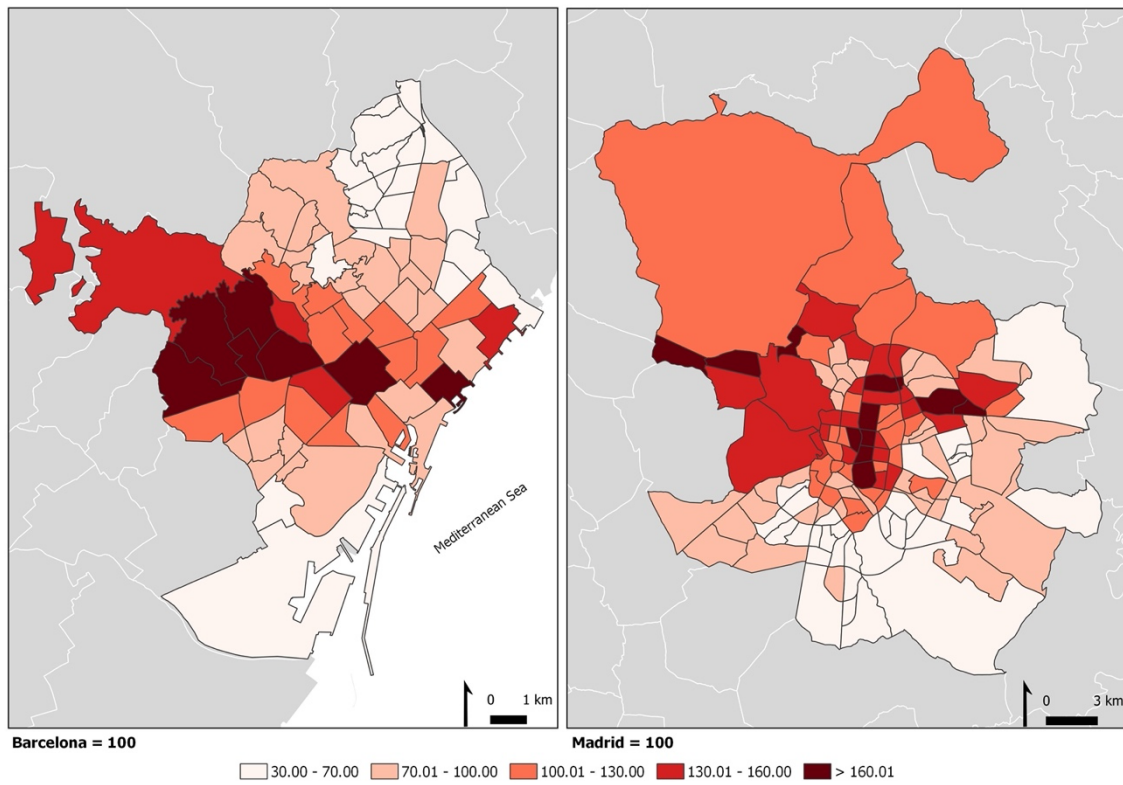 Mediterranean Sea
0 1 km
0 3 km
Barcelona = 100
Madrid = 100
30.00 - 70.00 70.01 - 100.00 100.01 - 130.00 130.01 - 160.00 > 160.01